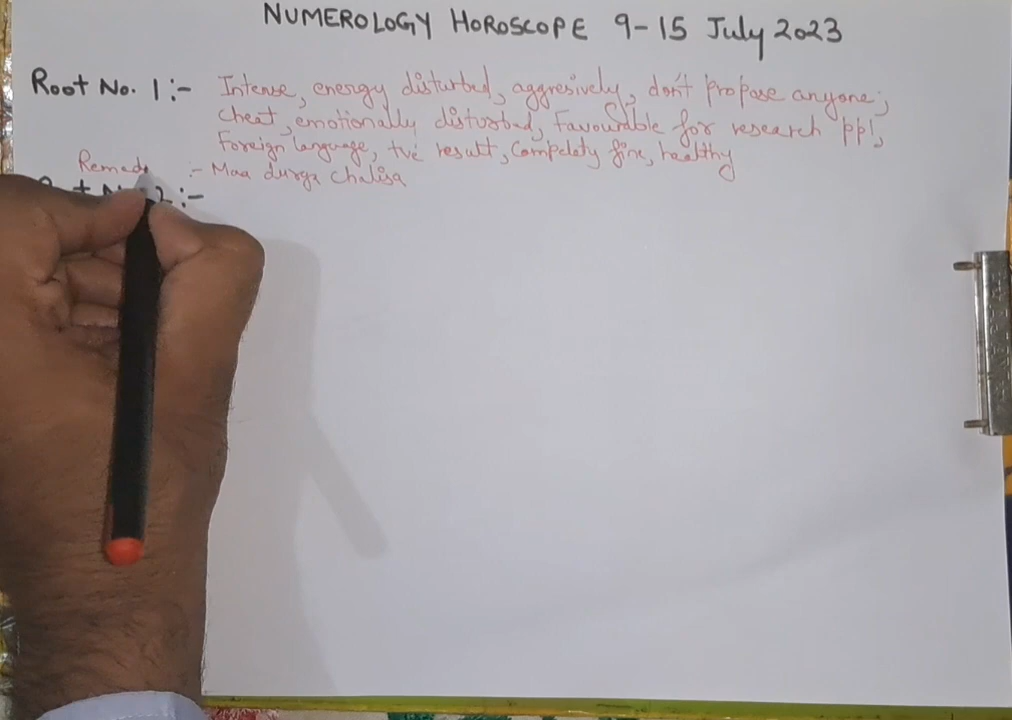 NUMEROLOGY HOROSCOPE 9-15 July 2023
Root No. 1:- Intense, energy disturbed, aggresively, don't propose anyone;
cheat, emotionally disturbed, Favourable for research ppl,
Foreign language, +ve result, Completely fine, healthy
Remedy :- Maa durga Chalisa
2:-